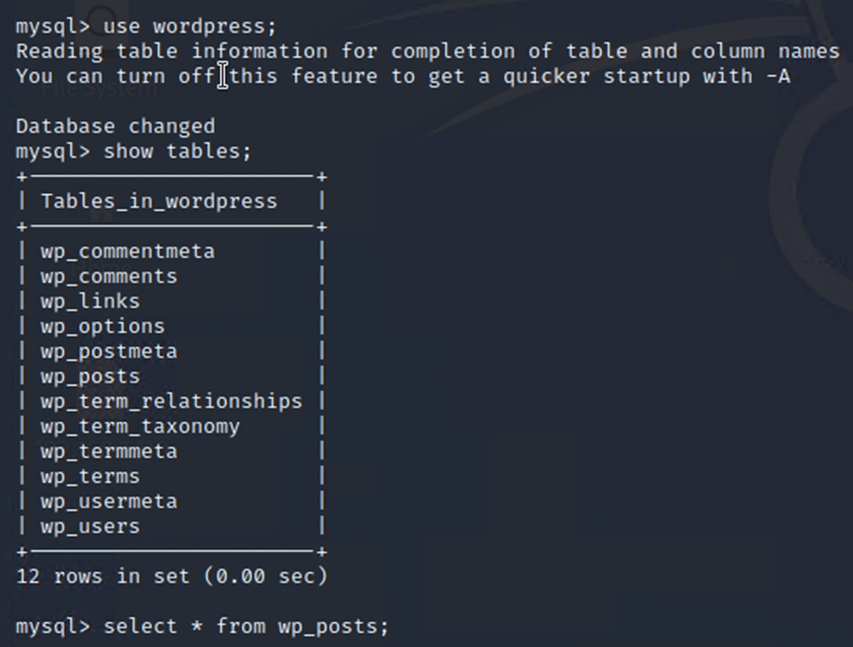 mysql> use wordpress;
Reading table information for completion of table and column names
You can turn off this feature to get a quicker startup with -A
Database changed
mysql> show tables;
+-----------------------+
| Tables_in_wordpress   |
+-----------------------+
| wp_commentmeta        |
| wp_comments           |
| wp_links              |
| wp_options            |
| wp_postmeta           |
| wp_posts              |
| wp_term_relationships |
| wp_term_taxonomy      |
| wp_termmeta           |
| wp_terms              |
| wp_usermeta           |
| wp_users              |
+-----------------------+
12 rows in set (0.00 sec)
mysql> select * from wp_posts;